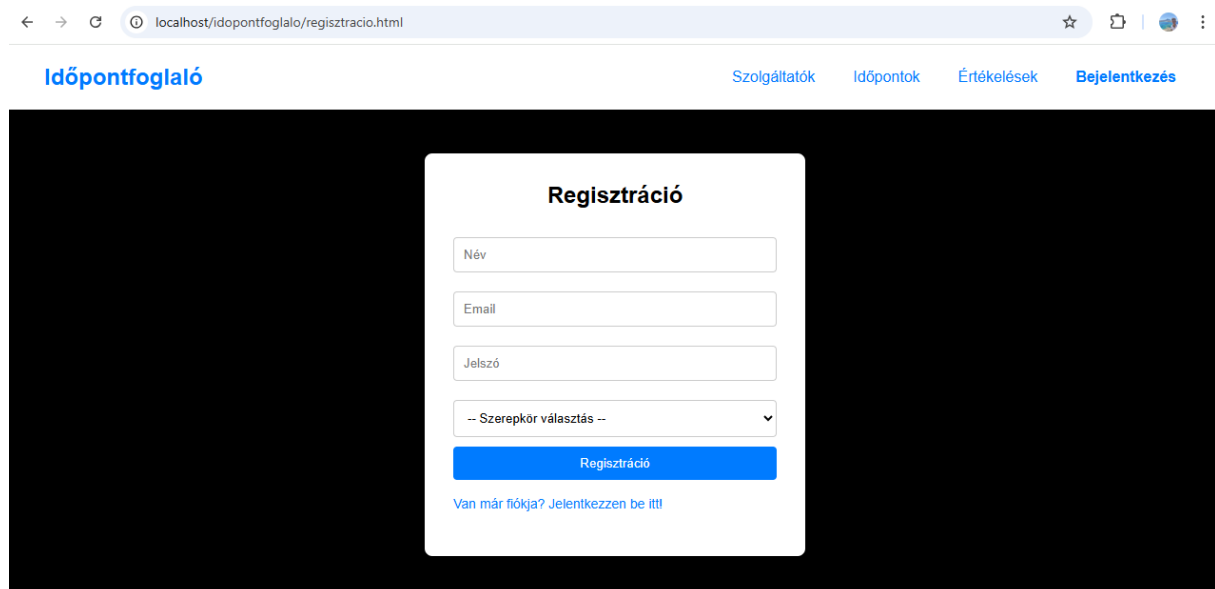 localhost/idopontfoglalo/regisztracio.html
Időpontfoglaló
Szolgáltatók Időpontok Értékelések Bejelentkezés
Regisztráció
Név
Email
Jelszó
-- Szerepkör választás --
Regisztráció
Van már fiókja? Jelentkezzen be itt!